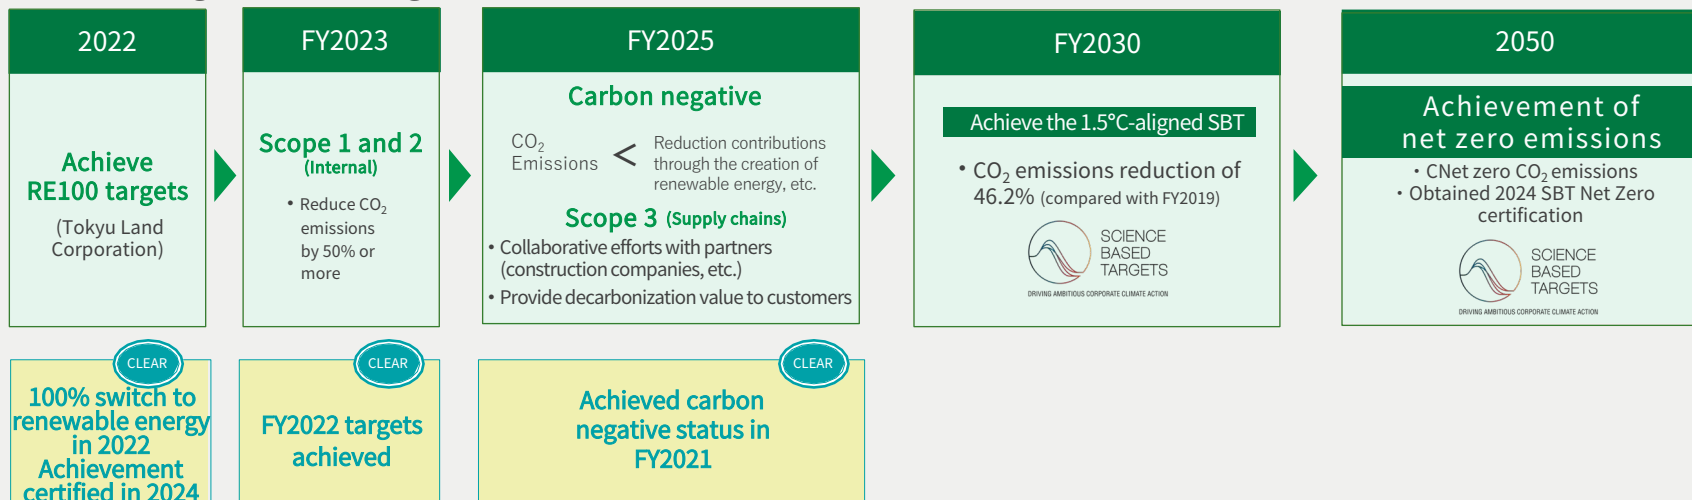 2022
Achieve
RE100 targets
(Tokyu Land
Corporation)
FY2023
Scope 1 and 2
(Internal)
• Reduce CO2
emissions
by 50% or
more
FY2025
Carbon negative
CO2
Emissions
<
Reduction contributions
through the creation of
renewable energy, etc.
Scope 3 (Supply chains)
• Collaborative efforts with partners
(construction companies, etc.)
• Provide decarbonization value to customers
FY2030
Achieve the 1.5°C-aligned SBT
• CO2 emissions reduction of
46.2% (compared with FY2019)
SCIENCE
BASED
TARGETS
DRIVING AMBITIOUS CORPORATE CLIMATE ACTION
2050
Achievement of
net zero emissions
• CNet zero CO2 emissions
• Obtained 2024 SBT Net Zero
certification
SCIENCE
BASED
TARGETS
DRIVING AMBITIOUS CORPORATE CLIMATE ACTION
CLEAR
100% switch to
renewable energy
in 2022
Achievement
certified in 2024
CLEAR
FY2022 targets
achieved
CLEAR
Achieved carbon
negative status in
FY2021